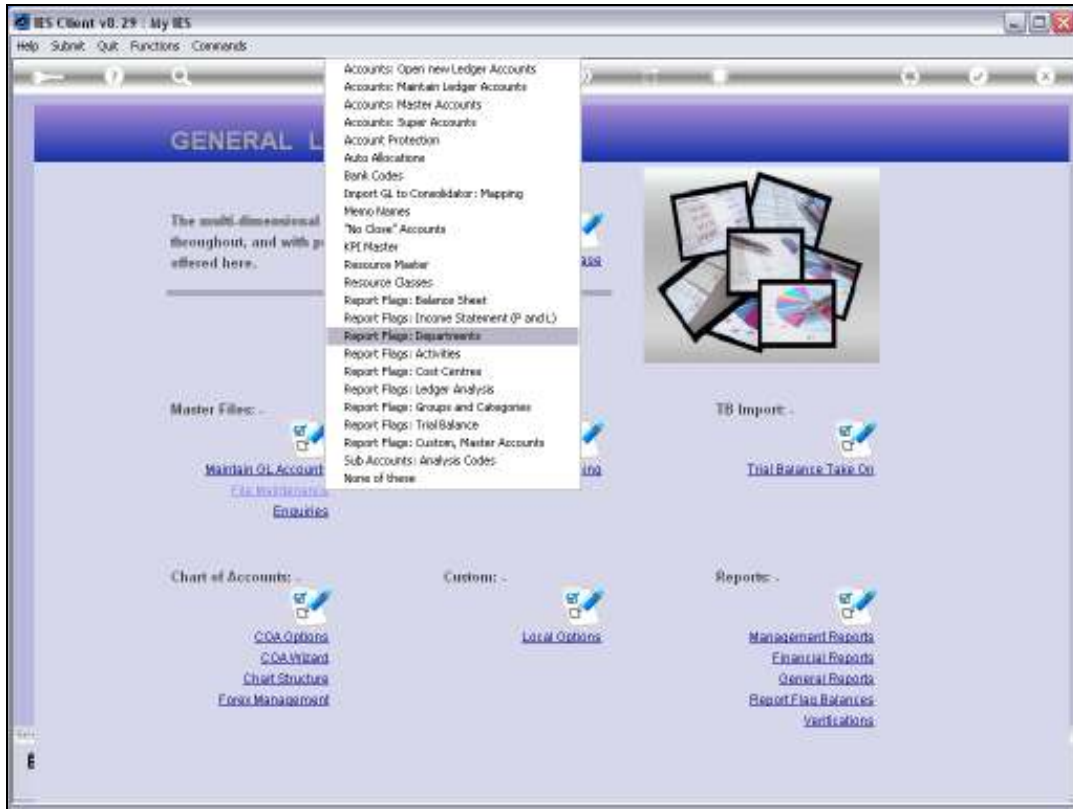 IES Client v8.29 : My IES
Help Submit Quit Functions Commands
GENERAL L
The multi-dimensional
throughout, and with p
offered here.
Accounts: Open new Ledger Accounts
Accounts: Maintain Ledger Accounts
Accounts: Master Accounts
Accounts: Super Accounts
Account Protection
Auto Allocations
Bank Codes
Import GL to Consolidator: Mapping
Memo Names
"No Close" Accounts
KPI Master
Resource Master
Resource Classes
Report Flags: Balance Sheet
Report Flags: Income Statement (P and L)
Report Flags: Departments
Report Flags: Activities
Report Flags: Cost Centres
Report Flags: Ledger Analysis
Report Flags: Groups and Categories
Report Flags: Trial Balance
Report Flags: Custom, Master Accounts
Sub Accounts: Analysis Codes
None of these
Master Files: -
Maintain GL Account
File Maintenance
Enquiries
TB Import: -
Trial Balance Take On
Chart of Accounts: -
COA Options
COA Wizard
Chart Structure
Forex Management
Custom: -
Local Options
Reports: -
Management Reports
Financial Reports
General Reports
Report Flag Balances
Verifications